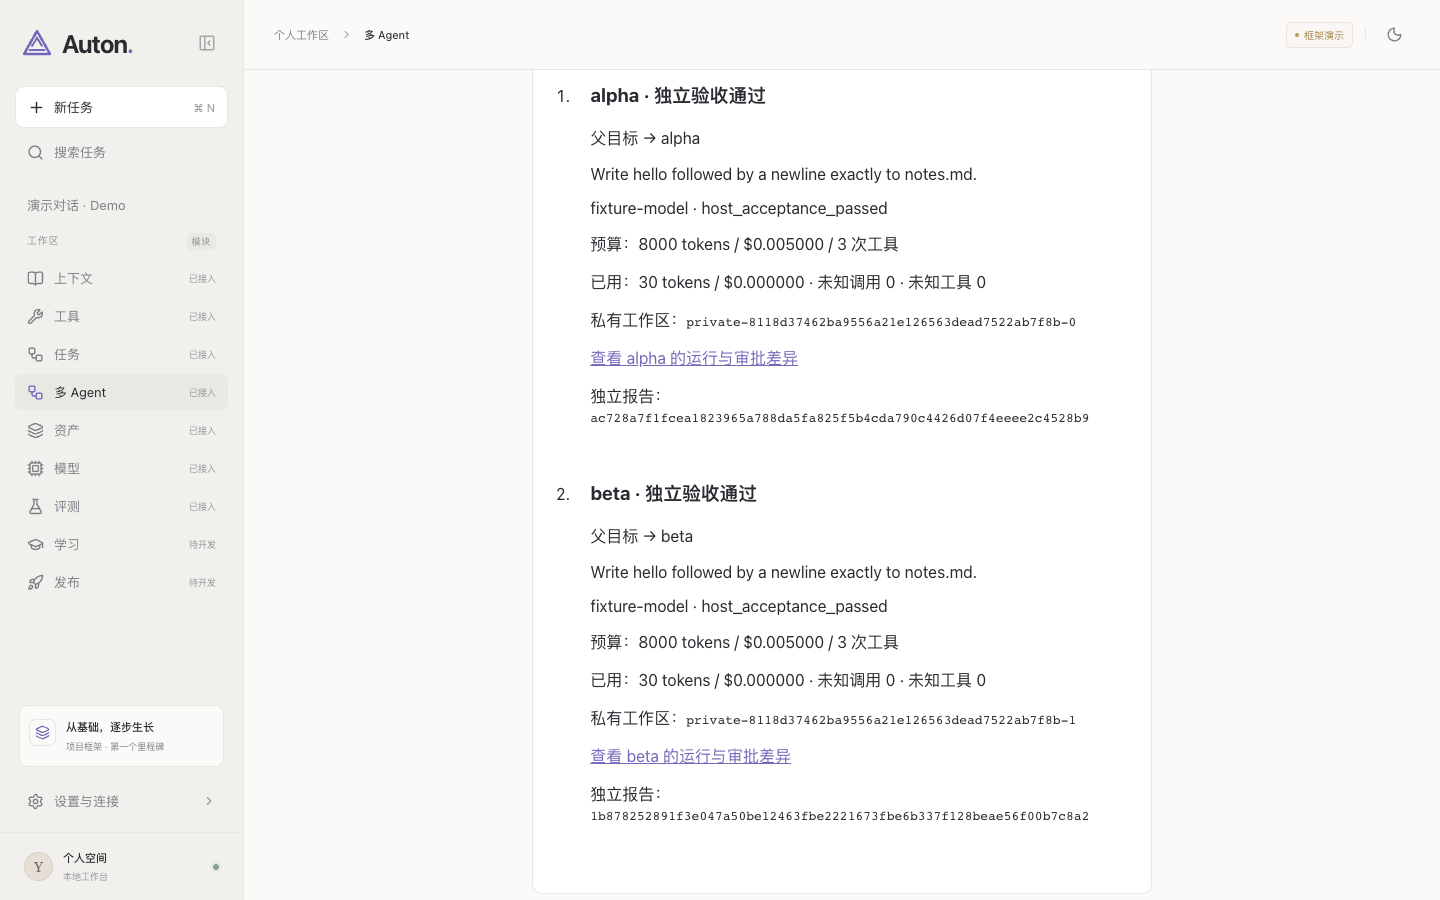 Auton.
新任务 ⌘ N
搜索任务
演示对话 · Demo
工作区 模块
上下文 已接入
工具 已接入
任务 已接入
多 Agent 已接入
资产 已接入
模型 已接入
评测 已接入
学习 待开发
发布 待开发
从基础，逐步生长
项目框架 · 第一个里程碑
设置与连接
Y
个人空间
本地工作台
个人工作区 > 多 Agent
框架演示
1. alpha · 独立验收通过
父目标 → alpha
Write hello followed by a newline exactly to notes.md.
fixture-model · host_acceptance_passed
预算：8000 tokens / $0.005000 / 3 次工具
已用：30 tokens / $0.000000 · 未知调用 0 · 未知工具 0
私有工作区：private-8118d37462ba9556a21e126563dead7522ab7f8b-0
查看 alpha 的运行与审批差异
独立报告：
ac728a7f1fcea1823965a788da5fa825f5b4cda790c4426d07f4eeee2c4528b9
2. beta · 独立验收通过
父目标 → beta
Write hello followed by a newline exactly to notes.md.
fixture-model · host_acceptance_passed
预算：8000 tokens / $0.005000 / 3 次工具
已用：30 tokens / $0.000000 · 未知调用 0 · 未知工具 0
私有工作区：private-8118d37462ba9556a21e126563dead7522ab7f8b-1
查看 beta 的运行与审批差异
独立报告：
1b878252891f3e047a50be12463fbe2221673fbe6b337f128beae56f00b7c8a2